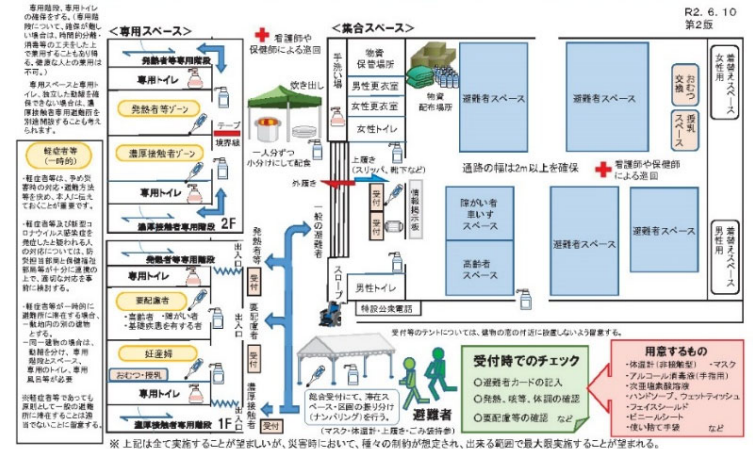 R2．6．10
第2版
専用階段、専用トイレ
の確保をする。（専用階
段について、確保が難し
い場合は、時間的分離・
消毒等の工夫をした上
で兼用することもあり得
る。健康な人との兼用は
不可。）
専用スペースと専用ト
イレ、独立した動線を確
保できない場合は、濃
厚接触者専用避難所を
別途開設することも考え
られます。
軽症者等
（一時的）
・軽症者等は、予め災
害時の対応・避難方法
等を決め、本人に伝えて
おくことが重要です。
・軽症者等及び新型コ
ロナウイルス感染症を
発症したと疑われる人
の対応については、防
災担当部局と保健福祉
部局等が十分に連携の
上で、適切な対応を事
前に検討する。
・軽症者等が一時的に
避難所に滞在する場合、
一敷地内の別の建物
とする。
一同一建物の場合は、
動線を分け、専用
階段とスペース、
専用のトイレ、専用
風呂等が必要
※軽症者等であっても
原則として一般の避難
所に滞在することは適
当でないことに留意する。
＜専用スペース＞
発熱者等専用階段
専用トイレ
発熱者等ゾーン
テープ
境界線
濃厚接触者ゾーン
専用トイレ
濃厚接触者専用階段
2F
発熱者等専用階段
専用トイレ
要配慮者
・高齢者 ・障がい者
・基礎疾患を有する者
妊産婦
おむつ・授乳
専用トイレ
濃厚接触者専用階段
1F
出入口
発熱者等
受付
出入口
要配慮者
受付
出入口
濃厚接触者
受付
一般の避難者
看護師や
保健師による巡回
炊き出し
一人分ずつ
小分けにして配食
＜集合スペース＞
手洗い場
物資
保管場所
男性更衣室
女性更衣室
女性トイレ
物資
配布場所
上履き
（スリッパ、靴下など）
外履き
受付
受付
情報掲示板
スロープ
男性トイレ
特設公衆電話
避難者スペース
避難者スペース
通路の幅は2m以上を確保
看護師や保健師
による巡回
障がい者
車いす
スペース
高齢者
スペース
避難者スペース
避難者スペース
女性用
着替えスペース
おむつ
交換
授乳
スペース
男性用
着替えスペース
受付等のテントについては、建物の窓の付近に設置しないよう留意する。
総合受付にて、滞在ス
ペース・区画の振り分け
（ナンバリング）を行う。
避難者
（マスク・体温計・上履き・ごみ袋持参）
受付時でのチェック
〇避難者カードの記入
〇発熱、咳等、体調の確認
〇要配慮者等の確認 など
用意するもの
・体温計（非接触型） ・マスク
・アルコール消毒液（手指用）
・次亜塩素酸溶液
・ハンドソープ、ウェットティッシュ
・フェイスシールド
・ビニールシート
・使い捨て手袋 など
※ 上記は全て実施することが望ましいが、災害時において、種々の制約が想定され、出来る範囲で最大限実施することが望まれる。